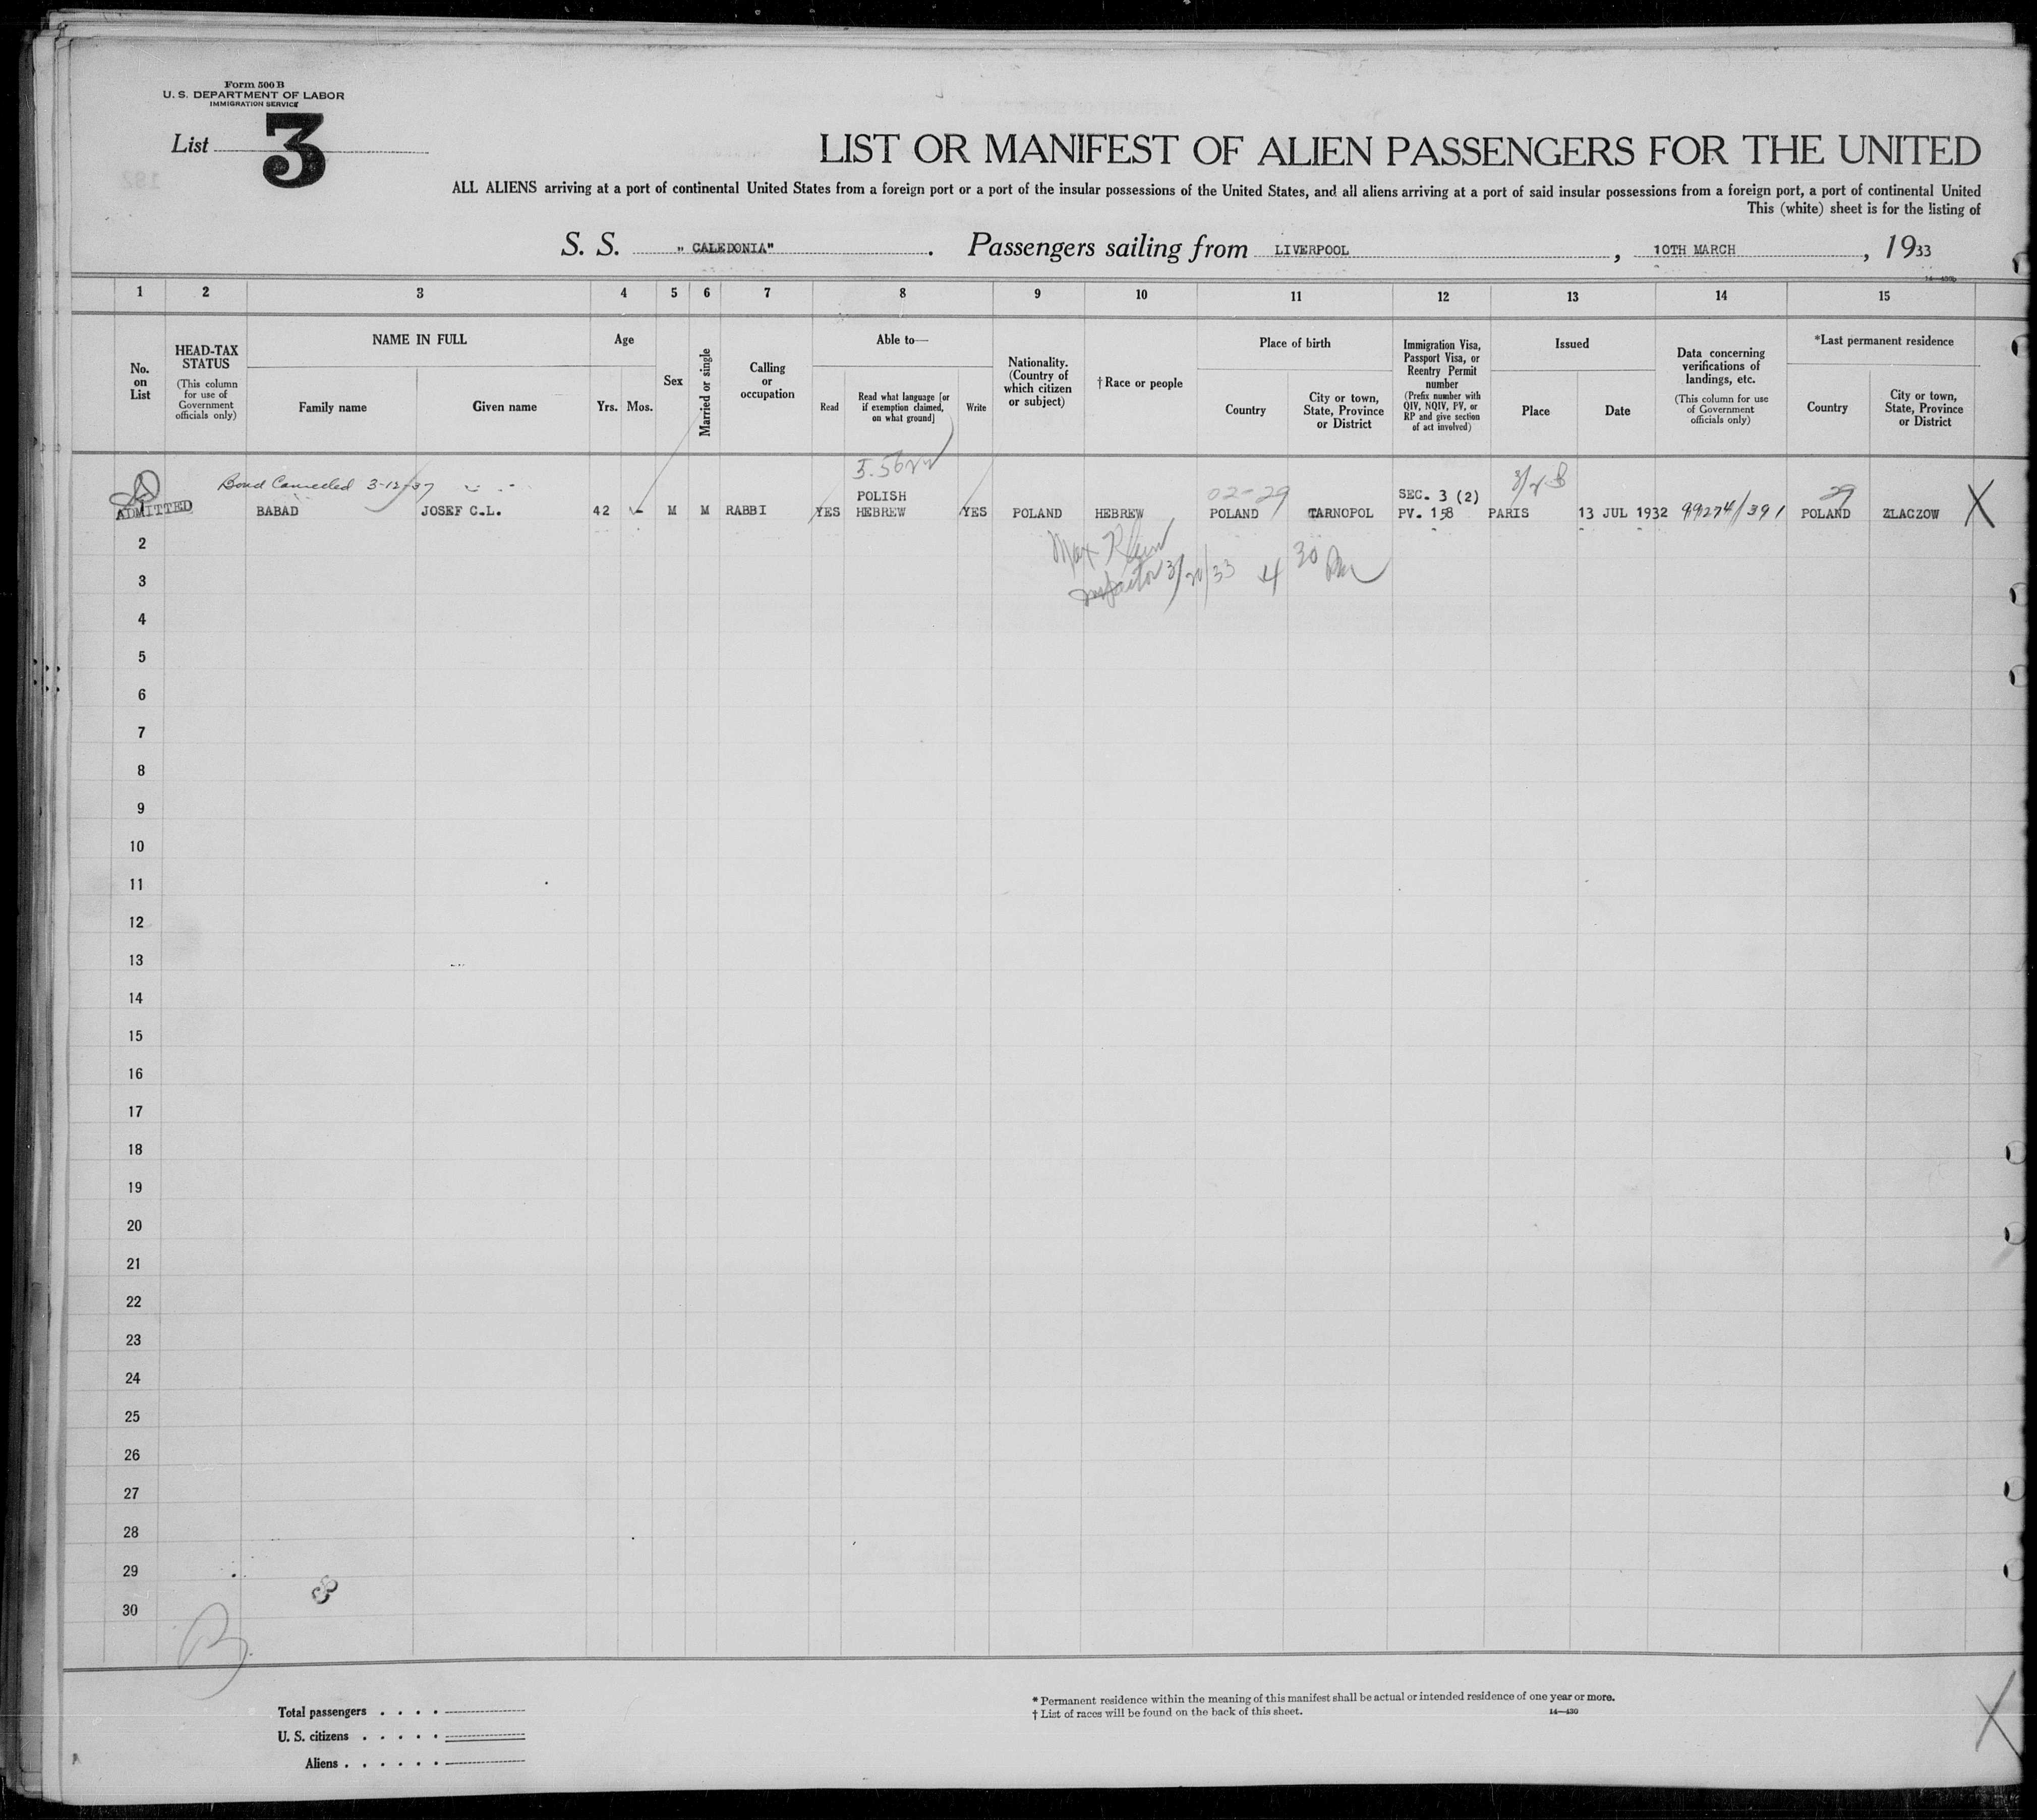 Form 500 B
U. S. DEPARTMENT OF LABOR
IMMIGRATION SERVICE
List 3
LIST OR MANIFEST OF ALIEN PASSENGERS FOR THE UNITED
ALL ALIENS arriving at a port of continental United States from a foreign port or a port of the insular possessions of the United States, and all aliens arriving at a port of said insular possessions from a foreign port, a port of continental United
This (white) sheet is for the listing of
S. S. "CALEDONIA". Passengers sailing from LIVERPOOL, 10TH MARCH, 1933
1 2 3 4 5 6 7 8 9 10 11 12 13 14 15
No. on List
HEAD-TAX STATUS
(This column for use of Government officials only)
NAME IN FULL
Family name
Given name
Age
Yrs. Mos.
Sex
Married or single
Calling or occupation
Able to—
Read
Read what language [or if exemption claimed, on what ground]
Write
Nationality. (Country of which citizen or subject)
†Race or people
Place of birth
Country
City or town, State, Province or District
Immigration Visa, Passport Visa, or Reentry Permit number
(Prefix number with QIV, NQIV, PV, or RP and give section of act involved)
Issued
Place
Date
Data concerning verifications of landings, etc.
(This column for use of Government officials only)
*Last permanent residence
Country
City or town, State, Province or District
Bond Cancelled 3-12-37
02-29
29
POLISH
SEC. 3 (2)
ADMITTED BABAD JOSEF C.L. 42 M M RABBI YES HEBREW YES POLAND HEBREW POLAND TARNOPOL PV. 158 PARIS 13 JUL 1932 99274/391 POLAND ZLACZOW X
Max Klein
Inspector 3/20/33 4 30 PM
2
3
4
5
6
7
8
9
10
11
12
13
14
15
16
17
18
19
20
21
22
23
24
25
26
27
28
29
30
Total passengers . . . .
U. S. citizens . . . . .
Aliens . . . . . .
* Permanent residence within the meaning of this manifest shall be actual or intended residence of one year or more.
† List of races will be found on the back of this sheet.
14—430